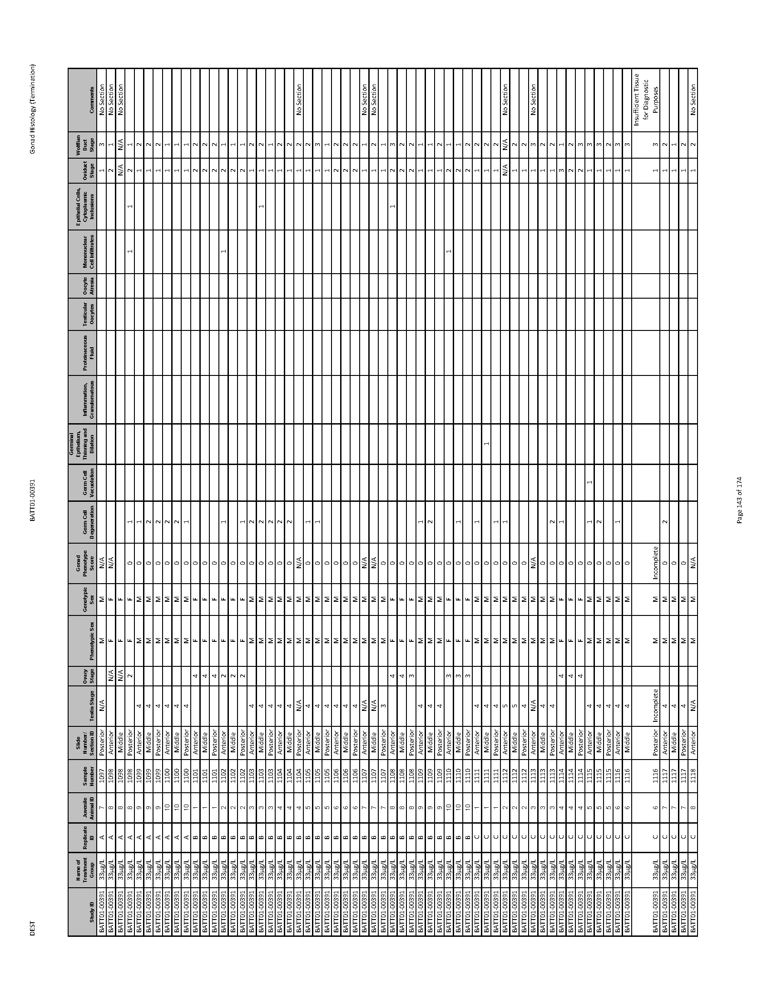 DEST BATT01-00391 Gonad Histology (Termination)
Study ID Name of Treatment Group Replicate ID Juvenile Animal ID Sample Number Slide Number/ Section ID Testis Stage Ovary Stage Phenotypic Sex Genotypic Sex Gonad Phenotype Score Germ Cell Degeneration Germ Cell Vacuolation Germinal Epthelium, Thinning and Dilation Inflammation, Granulomatous Proteinaceous Fluid Testicular Oocytes Oocyte Atresia Mononuclear Cell Infiltrates Epithelial Cells, Cytoplasmic Inclusions Oviduct Stage Wolffian Duct Stage Comments
BATT01-00391 33µg/L A 7 1097 Posterior N/A M M N/A 1 3 No Section
BATT01-00391 33µg/L A 8 1098 Anterior N/A F F N/A 2 1 No Section
BATT01-00391 33µg/L A 8 1098 Middle N/A F F N/A N/A No Section
BATT01-00391 33µg/L A 8 1098 Posterior 2 F F 0 1 1 1 2 1
BATT01-00391 33µg/L A 9 1099 Anterior 4 M M 0 1 1 2
BATT01-00391 33µg/L A 9 1099 Middle 4 M M 0 2 1 2
BATT01-00391 33µg/L A 9 1099 Posterior 4 M M 0 2 1 2
BATT01-00391 33µg/L A 10 1100 Anterior 4 M M 0 2 1 1
BATT01-00391 33µg/L A 10 1100 Middle 4 M M 0 2 1 1
BATT01-00391 33µg/L A 10 1100 Posterior 4 M M 0 1 1 1
BATT01-00391 33µg/L B 1 1101 Anterior 4 F F 0 2 2
BATT01-00391 33µg/L B 1 1101 Middle 4 F F 0 2 2
BATT01-00391 33µg/L B 1 1101 Posterior 4 F F 0 2 2
BATT01-00391 33µg/L B 2 1102 Anterior 2 F F 0 1 1 2 1
BATT01-00391 33µg/L B 2 1102 Middle 2 F F 0 2 1
BATT01-00391 33µg/L B 2 1102 Posterior 2 F F 0 1 2 1
BATT01-00391 33µg/L B 3 1103 Anterior 4 M M 0 2 1 2
BATT01-00391 33µg/L B 3 1103 Middle 4 M M 0 2 1 1 2
BATT01-00391 33µg/L B 3 1103 Posterior 4 M M 0 2 1 1
BATT01-00391 33µg/L B 4 1104 Anterior 4 M M 0 2 1 2
BATT01-00391 33µg/L B 4 1104 Middle 4 M M 0 2 1 2
BATT01-00391 33µg/L B 4 1104 Posterior N/A M M N/A 1 2 No Section
BATT01-00391 33µg/L B 5 1105 Anterior 4 M M 0 1 1 2
BATT01-00391 33µg/L B 5 1105 Middle 4 M M 0 1 1 3
BATT01-00391 33µg/L B 5 1105 Posterior 4 M M 0 1 1
BATT01-00391 33µg/L B 6 1106 Anterior 4 M M 0 2 2
BATT01-00391 33µg/L B 6 1106 Middle 4 M M 0 2 2
BATT01-00391 33µg/L B 6 1106 Posterior 4 M M 0 2 2
BATT01-00391 33µg/L B 7 1107 Anterior N/A M M N/A 1 1 No Section
BATT01-00391 33µg/L B 7 1107 Middle N/A M M N/A 1 2 No Section
BATT01-00391 33µg/L B 7 1107 Posterior 3 M M 0 1 1
BATT01-00391 33µg/L B 8 1108 Anterior 4 F F 0 1 2 3
BATT01-00391 33µg/L B 8 1108 Middle 4 F F 0 2 2
BATT01-00391 33µg/L B 8 1108 Posterior 3 F F 0 2 2
BATT01-00391 33µg/L B 9 1109 Anterior 4 M M 0 1 1 1
BATT01-00391 33µg/L B 9 1109 Middle 4 M M 0 2 1 1
BATT01-00391 33µg/L B 9 1109 Posterior 4 M M 0 1 2
BATT01-00391 33µg/L B 10 1110 Anterior 3 F F 0 1 2 1
BATT01-00391 33µg/L B 10 1110 Middle 3 F F 0 1 2 1
BATT01-00391 33µg/L B 10 1110 Posterior 3 F F 0 2 2
BATT01-00391 33µg/L C 1 1111 Anterior 4 M M 0 1 1 2
BATT01-00391 33µg/L C 1 1111 Middle 4 M M 0 1 1 2
BATT01-00391 33µg/L C 1 1111 Posterior 4 M M 0 1 1 2
BATT01-00391 33µg/L C 2 1112 Anterior 5 M M 0 1 N/A N/A No Section
BATT01-00391 33µg/L C 2 1112 Middle 5 M M 0 1 2
BATT01-00391 33µg/L C 2 1112 Posterior 4 M M 0 1 2
BATT01-00391 33µg/L C 3 1113 Anterior N/A M M N/A 1 3 No Section
BATT01-00391 33µg/L C 3 1113 Middle 4 M M 0 1 2
BATT01-00391 33µg/L C 3 1113 Posterior 4 M M 0 2 1 2
BATT01-00391 33µg/L C 4 1114 Anterior 4 F F 0 1 3 1
BATT01-00391 33µg/L C 4 1114 Middle 4 F F 0 2 2
BATT01-00391 33µg/L C 4 1114 Posterior 4 F F 0 2 3
BATT01-00391 33µg/L C 5 1115 Anterior 4 M M 0 1 1 1 3
BATT01-00391 33µg/L C 5 1115 Middle 4 M M 0 2 1 3
BATT01-00391 33µg/L C 5 1115 Posterior 4 M M 0 1 2
BATT01-00391 33µg/L C 6 1116 Anterior 4 M M 0 1 1 3
BATT01-00391 33µg/L C 6 1116 Middle 4 M M 0 1 3
BATT01-00391 33µg/L C 6 1116 Posterior Incomplete M M Incomplete 1 3 Insufficient Tissue for Diagnostic Purposes
BATT01-00391 33µg/L C 7 1117 Anterior 4 M M 0 2 1 2
BATT01-00391 33µg/L C 7 1117 Middle 4 M M 0 1 1
BATT01-00391 33µg/L C 7 1117 Posterior 4 M M 0 1 2
BATT01-00391 33µg/L C 8 1118 Anterior N/A M M N/A 1 2 No Section
Page 143 of 174